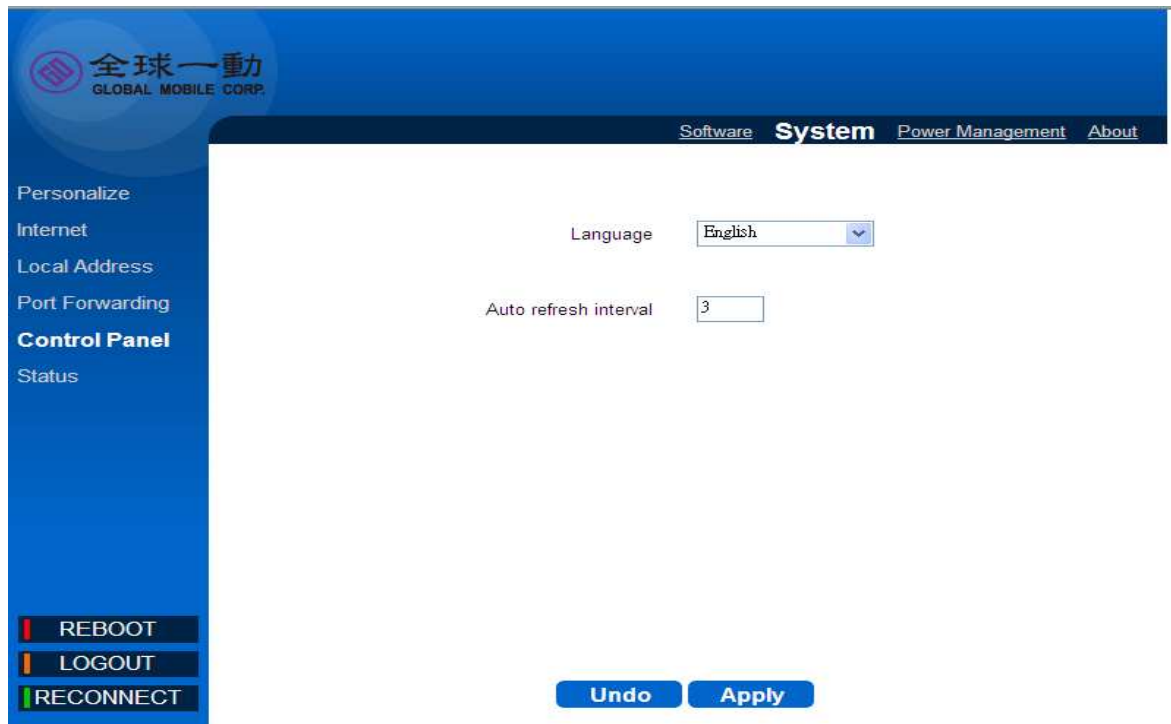 全球一動
GLOBAL MOBILE CORP.
Software System Power Management About
Personalize
Internet
Local Address
Port Forwarding
Control Panel
Status
Language English
Auto refresh interval 3
REBOOT
LOGOUT
RECONNECT
Undo Apply